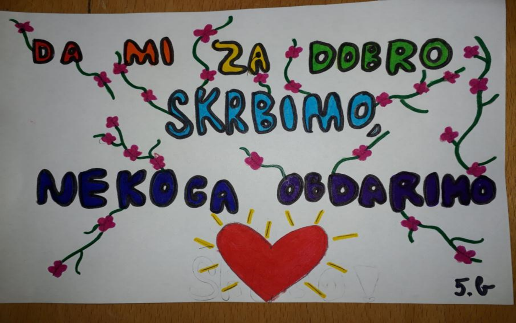 DA MI ZA DOBRO
SKRBIMO,
NEKOGA OBDARIMO
5.b